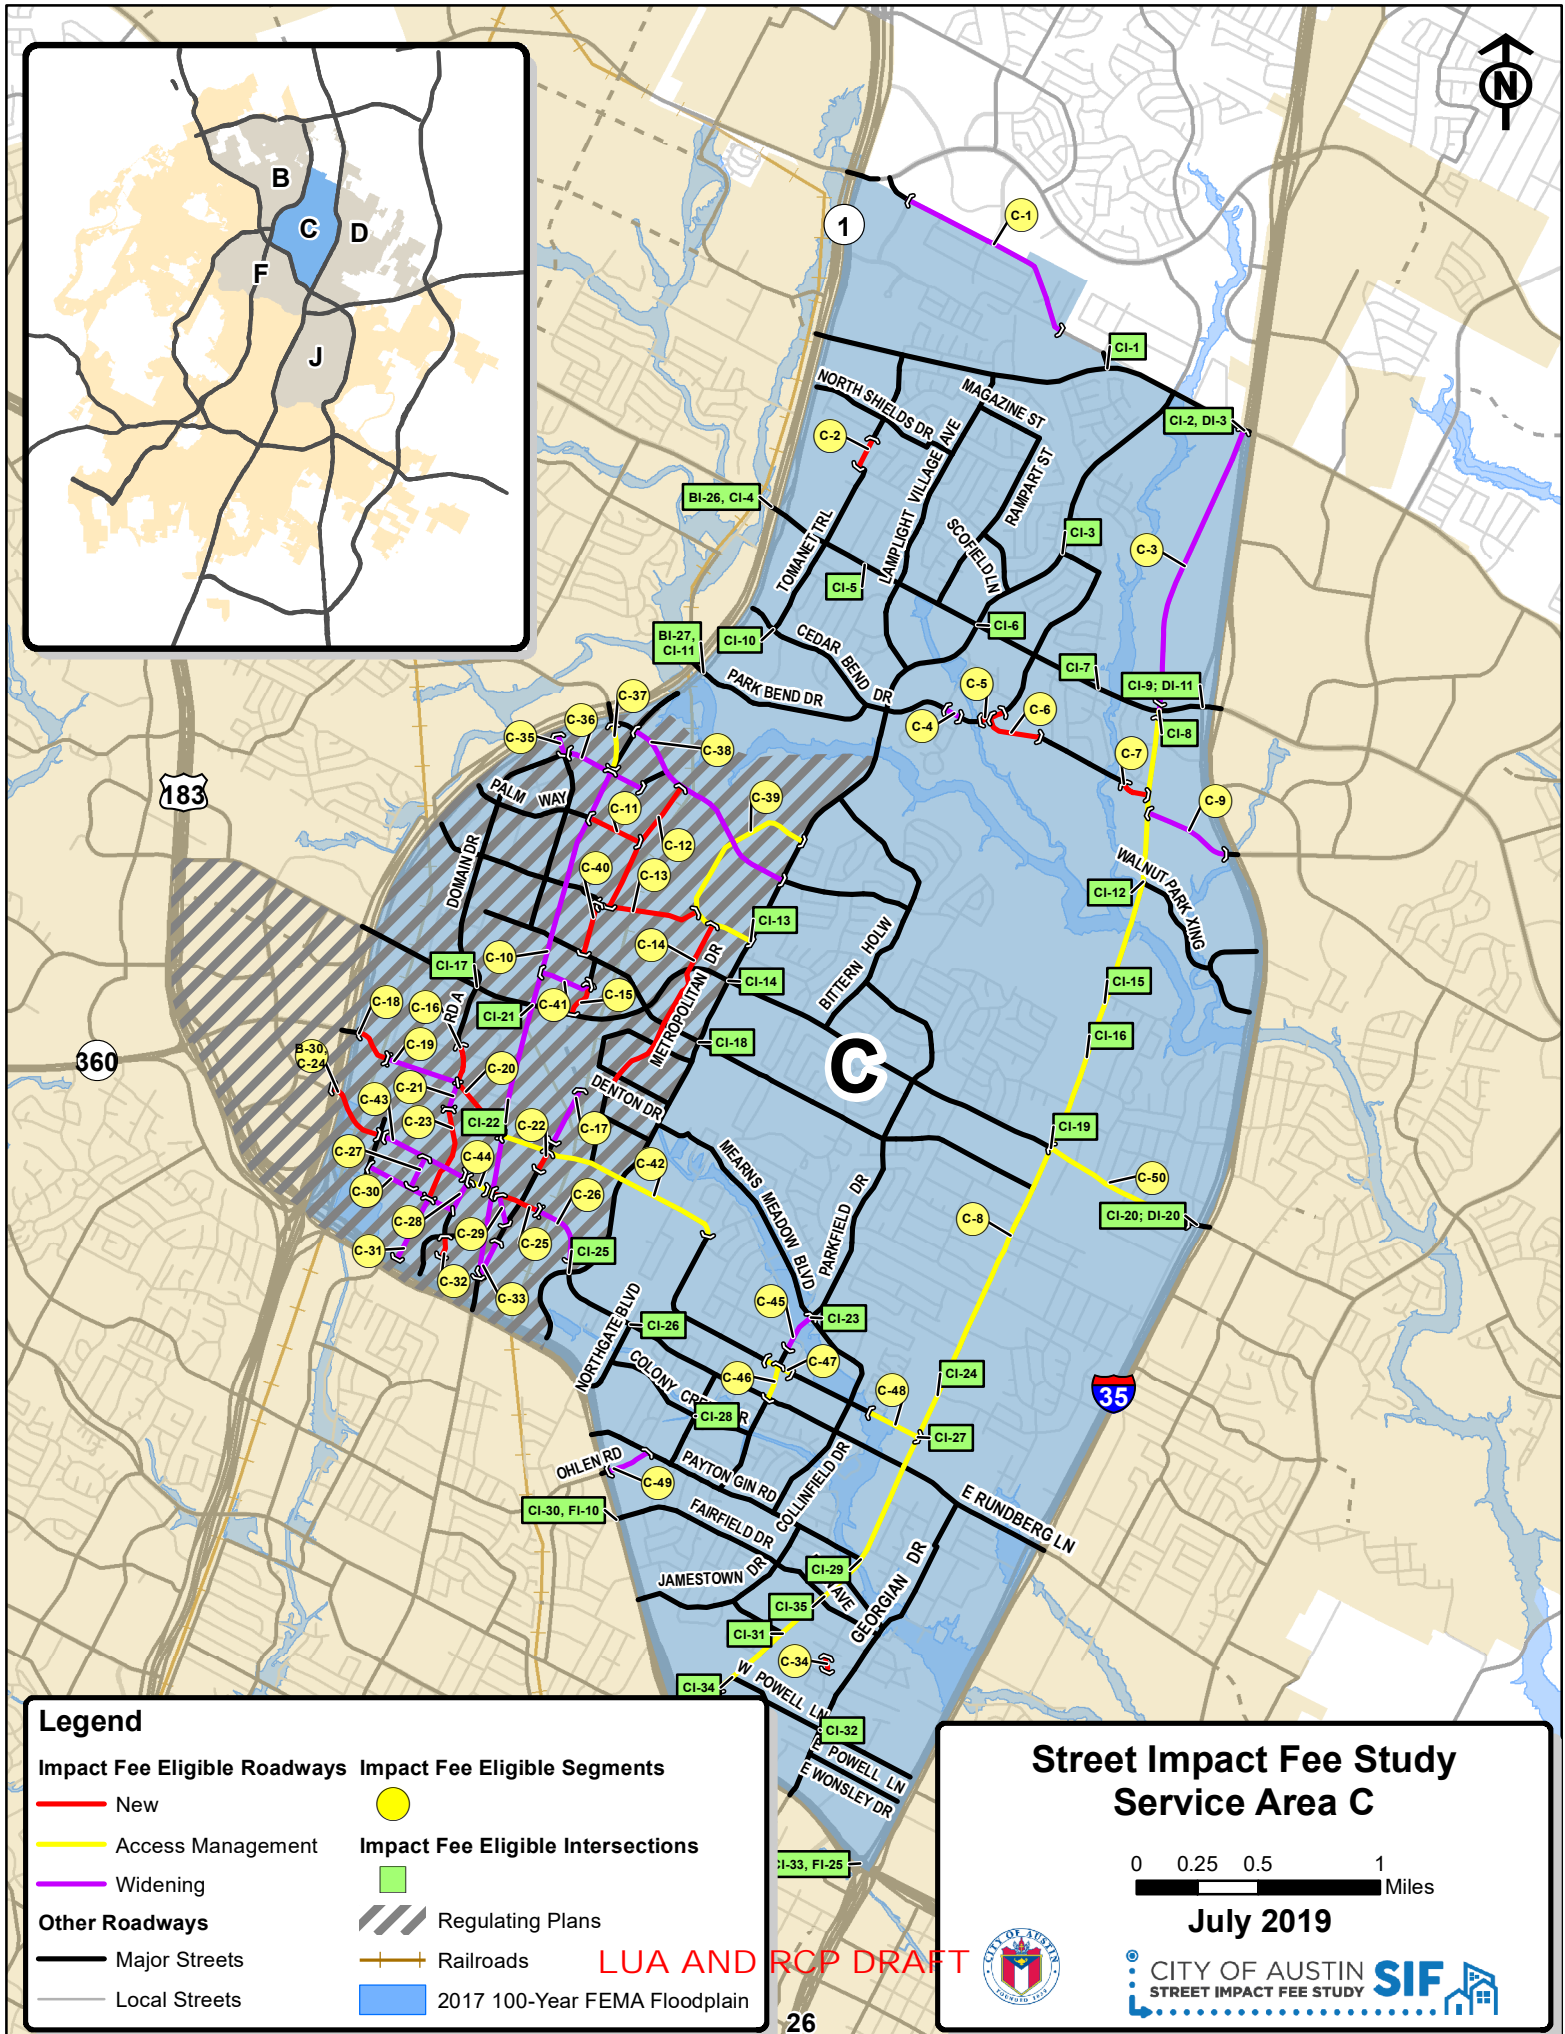 N
B
C
D
F
J
1
C-1
CI-1
NORTH SHIELDS DR
MAGAZINE ST
CI-2, DI-3
C-2
LAMPLIGHT VILLAGE AVE
RAMPART ST
BI-26, CI-4
TOMANET TRL
SCOFIELD LN
CI-3
C-3
CI-5
CI-6
BI-27,
CI-11
CI-10
CEDAR BEND DR
CI-7
CI-9; DI-11
PARK BEND DR
C-5
C-6
C-4
CI-8
C-37
C-36
C-35
C-38
C-7
183
PALM WAY
C-11
C-39
C-9
C-12
DOMAIN DR
C-40
C-13
WALNUT PARK XING
CI-12
CI-13
C-14
C-10
CI-17
BITTERN HOLW
CI-14
CI-15
C-18
C-16
RD A
C-41
C-15
CI-21
METROPOLITAN DR
CI-16
360
B-30,
C-24
C-19
CI-18
C
C-20
C-21
DENTON DR
C-43
C-23
CI-22
C-22
C-17
CI-19
C-27
C-44
C-42
MEARNS MEADOW BLVD
C-50
C-30
C-26
PARKFIELD DR
C-28
C-29
C-25
C-8
CI-20; DI-20
C-31
CI-25
C-32
C-33
C-45
CI-23
NORTHGATE BLVD
CI-26
C-47
COLONY CREEK DR
C-46
C-48
CI-24
35
CI-28
CI-27
OHLEN RD
C-49
PAYTON GIN RD
COLLINFIELD DR
E RUNDBERG LN
CI-30, FI-10
FAIRFIELD DR
JAMESTOWN DR
CI-29
AVE
GEORGIAN DR
CI-35
CI-31
C-34
CI-34
W POWELL LN
CI-32
E POWELL LN
E WONSLEY DR
CI-33, FI-25
Legend
Impact Fee Eligible Roadways
New
Access Management
Widening
Other Roadways
Major Streets
Local Streets
Impact Fee Eligible Segments
Impact Fee Eligible Intersections
Regulating Plans
Railroads
2017 100-Year FEMA Floodplain
LUA AND RCP DRAFT
26
Street Impact Fee Study
Service Area C
0 0.25 0.5 1
Miles
July 2019
CITY OF AUSTIN
FOUNDED 1839
CITY OF AUSTIN
STREET IMPACT FEE STUDY
SIF